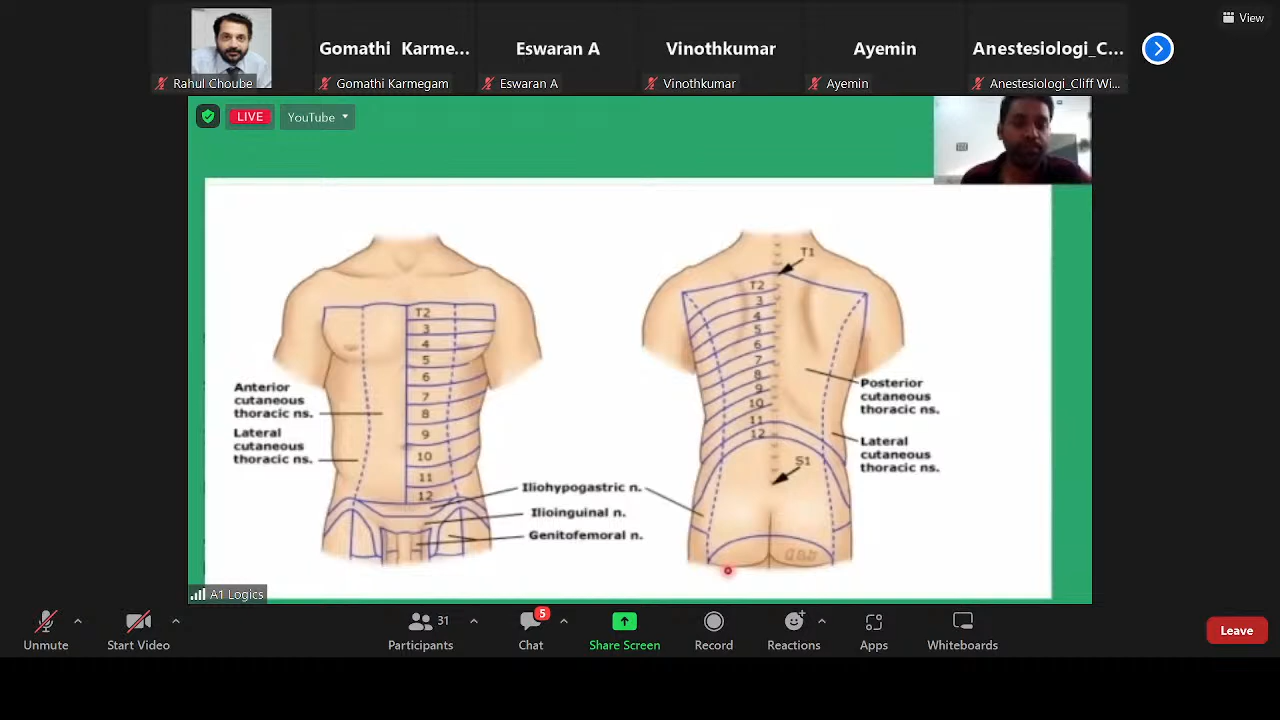 View
Gomathi Karme...
Eswaran A
Vinothkumar
Ayemin
Anestesiologi_C...
Rahul Choube
Gomathi Karmegam
Eswaran A
Vinothkumar
Ayemin
Anestesiologi_Cliff Wi...
LIVE
YouTube
T2
3
4
5
6
7
8
9
10
11
12
Anterior
cutaneous
thoracic ns.
Lateral
cutaneous
thoracic ns.
Iliohypogastric n.
Ilioinguinal n.
Genitofemoral n.
T1
T2
3
4
5
6
7
8
9
10
11
12
S1
Posterior
cutaneous
thoracic ns.
Lateral
cutaneous
thoracic ns.
A1 Logics
Unmute
Start Video
31
Participants
5
Chat
Share Screen
Record
Reactions
Apps
Whiteboards
Leave